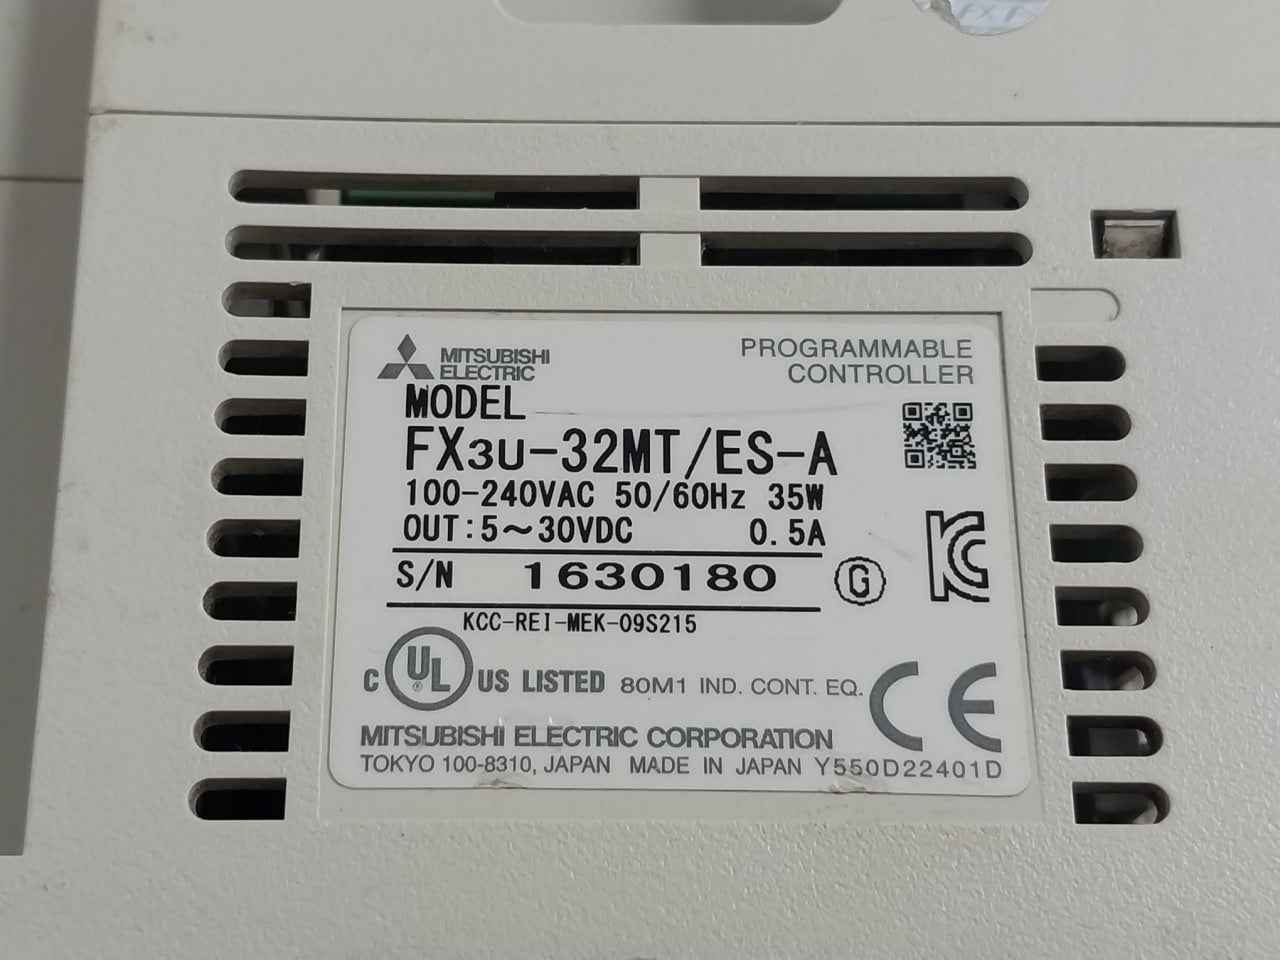 MITSUBISHI
ELECTRIC
PROGRAMMABLE
CONTROLLER
MODEL
FX3U-32MT/ES-A
100-240VAC 50/60Hz 35W
OUT:5～30VDC 0.5A
S/N 1630180
G
KCC-REI-MEK-09S215
C UL ® US LISTED 80M1 IND. CONT. EQ.
CE
MITSUBISHI ELECTRIC CORPORATION
TOKYO 100-8310, JAPAN MADE IN JAPAN Y550D22401D